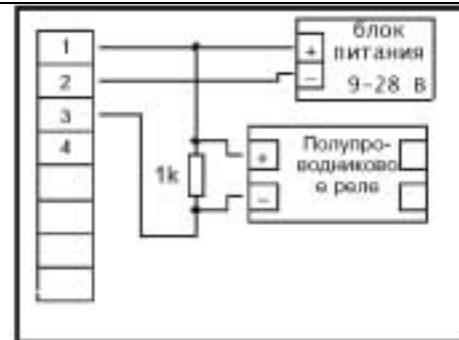 1
2
3
4
блок
+ питания
− 9-28 В
1k
+
−
Полупро-
водниково
е реле